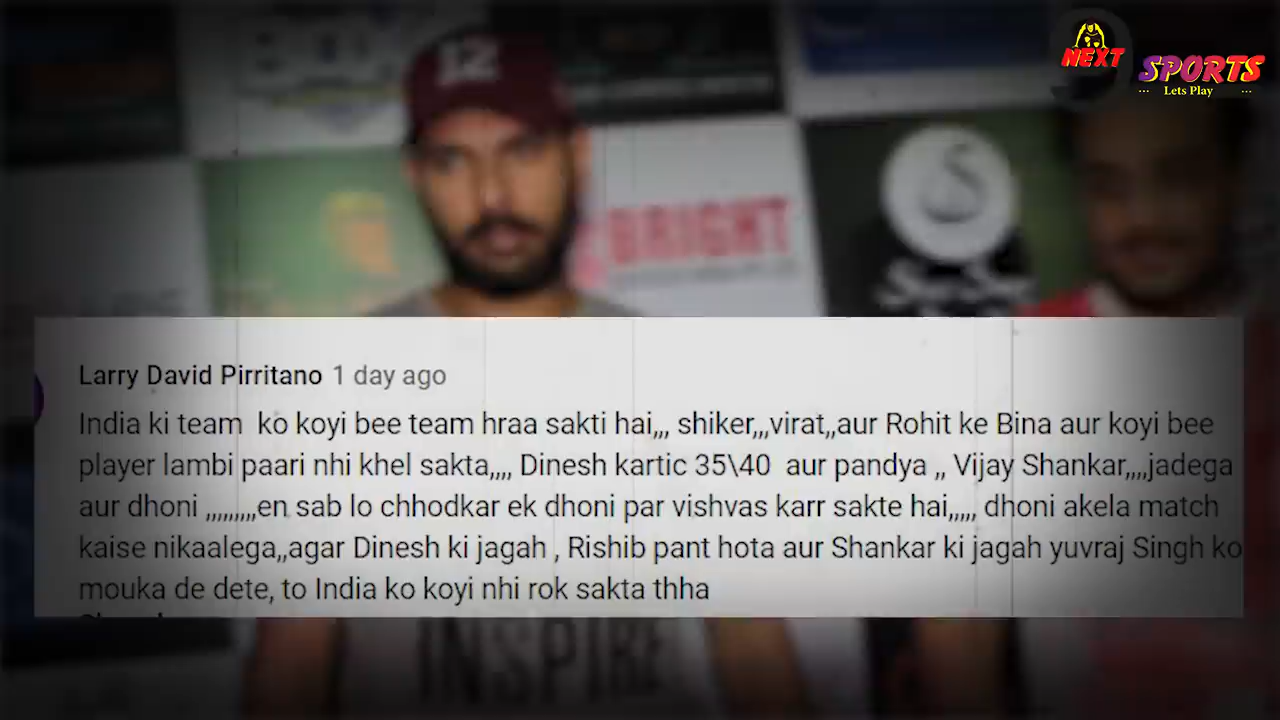 12
NEXT
SPORTS
Lets Play
BRIGHT
Larry David Pirritano 1 day ago
India ki team ko koyi bee team hraa sakti hai,,, shiker,,,virat,,aur Rohit ke Bina aur koyi bee
player lambi paari nhi khel sakta,,,, Dinesh kartic 35\40 aur pandya ,, Vijay Shankar,,,,jadega
aur dhoni ,,,,,,,,,en sab lo chhodkar ek dhoni par vishvas karr sakte hai,,,,, dhoni akela match
kaise nikaalega,,agar Dinesh ki jagah , Rishib pant hota aur Shankar ki jagah yuvraj Singh ko
mouka de dete, to India ko koyi nhi rok sakta thha
INSPIRE